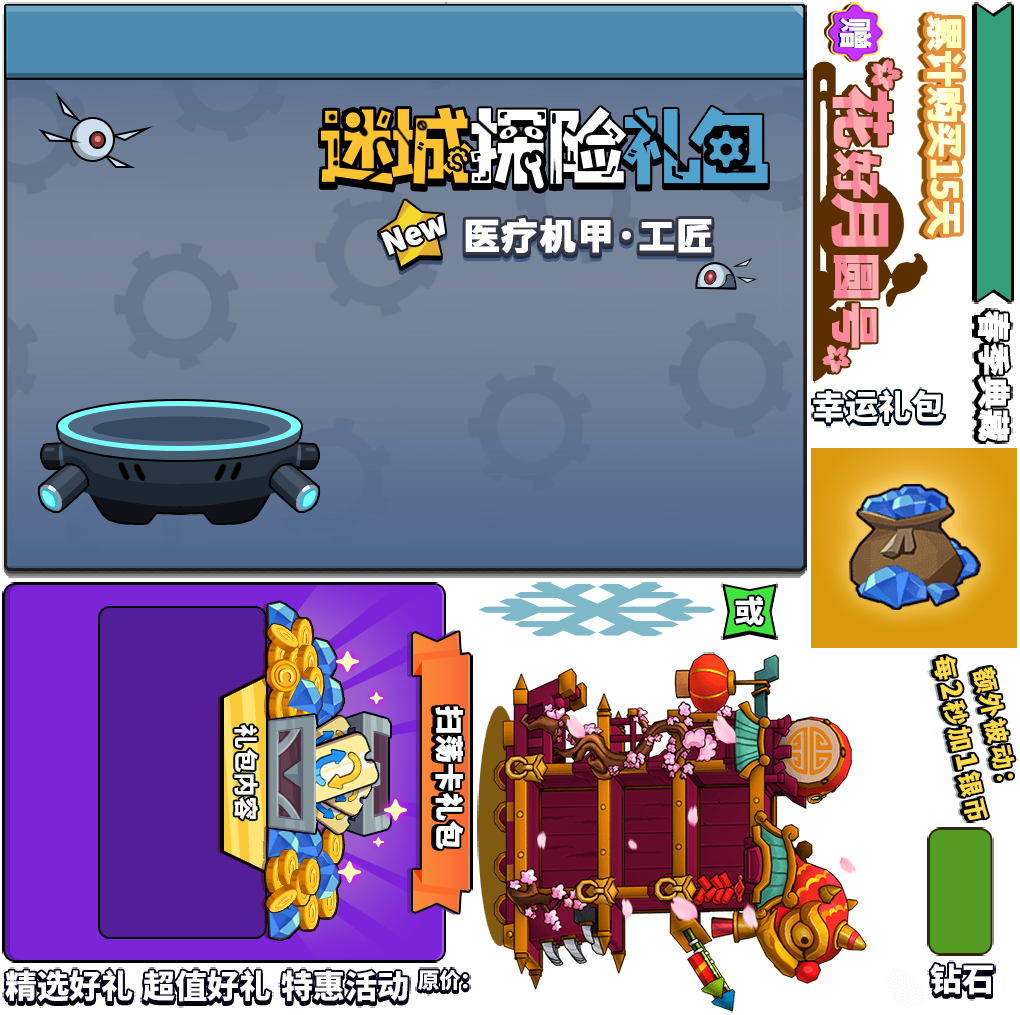 迷城探险礼包
New 医疗机甲·工匠
赠
花好月圆号
累计购买15天
春季典藏
幸运礼包
或
扫荡卡礼包
礼包内容
额外被动：
每2秒加1银币
精选好礼 超值好礼 特惠活动 原价:
钻石